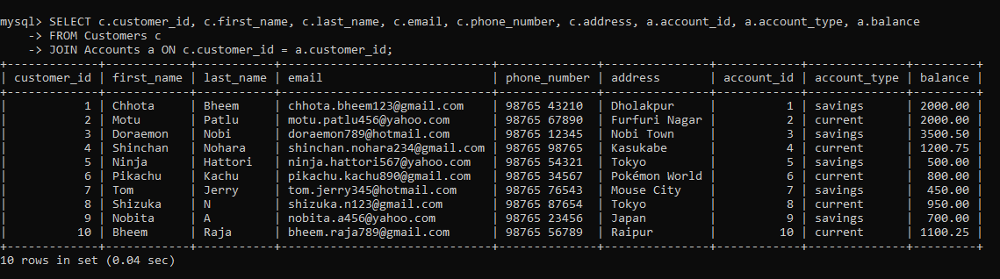 mysql> SELECT c.customer_id, c.first_name, c.last_name, c.email, c.phone_number, c.address, a.account_id, a.account_type, a.balance
    -> FROM Customers c
    -> JOIN Accounts a ON c.customer_id = a.customer_id;
+-------------+------------+-----------+------------------------------+--------------+---------------+------------+--------------+---------+
| customer_id | first_name | last_name | email                        | phone_number | address       | account_id | account_type | balance |
+-------------+------------+-----------+------------------------------+--------------+---------------+------------+--------------+---------+
|           1 | Chhota     | Bheem     | chhota.bheem123@gmail.com    | 98765 43210  | Dholakpur     |          1 | savings      | 2000.00 |
|           2 | Motu       | Patlu     | motu.patlu456@yahoo.com      | 98765 67890  | Furfuri Nagar |          2 | current      | 2000.00 |
|           3 | Doraemon   | Nobi      | doraemon789@hotmail.com      | 98765 12345  | Nobi Town     |          3 | savings      | 3500.50 |
|           4 | Shinchan   | Nohara    | shinchan.nohara234@gmail.com | 98765 98765  | Kasukabe      |          4 | current      | 1200.75 |
|           5 | Ninja      | Hattori   | ninja.hattori567@yahoo.com   | 98765 54321  | Tokyo         |          5 | savings      |  500.00 |
|           6 | Pikachu    | Kachu     | pikachu.kachu890@gmail.com   | 98765 34567  | Pokémon World |          6 | current      |  800.00 |
|           7 | Tom        | Jerry     | tom.jerry345@hotmail.com     | 98765 76543  | Mouse City    |          7 | savings      |  450.00 |
|           8 | Shizuka    | N         | shizuka.n123@gmail.com       | 98765 87654  | Tokyo         |          8 | current      |  950.00 |
|           9 | Nobita     | A         | nobita.a456@yahoo.com        | 98765 23456  | Japan         |          9 | savings      |  700.00 |
|          10 | Bheem      | Raja      | bheem.raja789@gmail.com      | 98765 56789  | Raipur        |         10 | current      | 1100.25 |
+-------------+------------+-----------+------------------------------+--------------+---------------+------------+--------------+---------+
10 rows in set (0.04 sec)